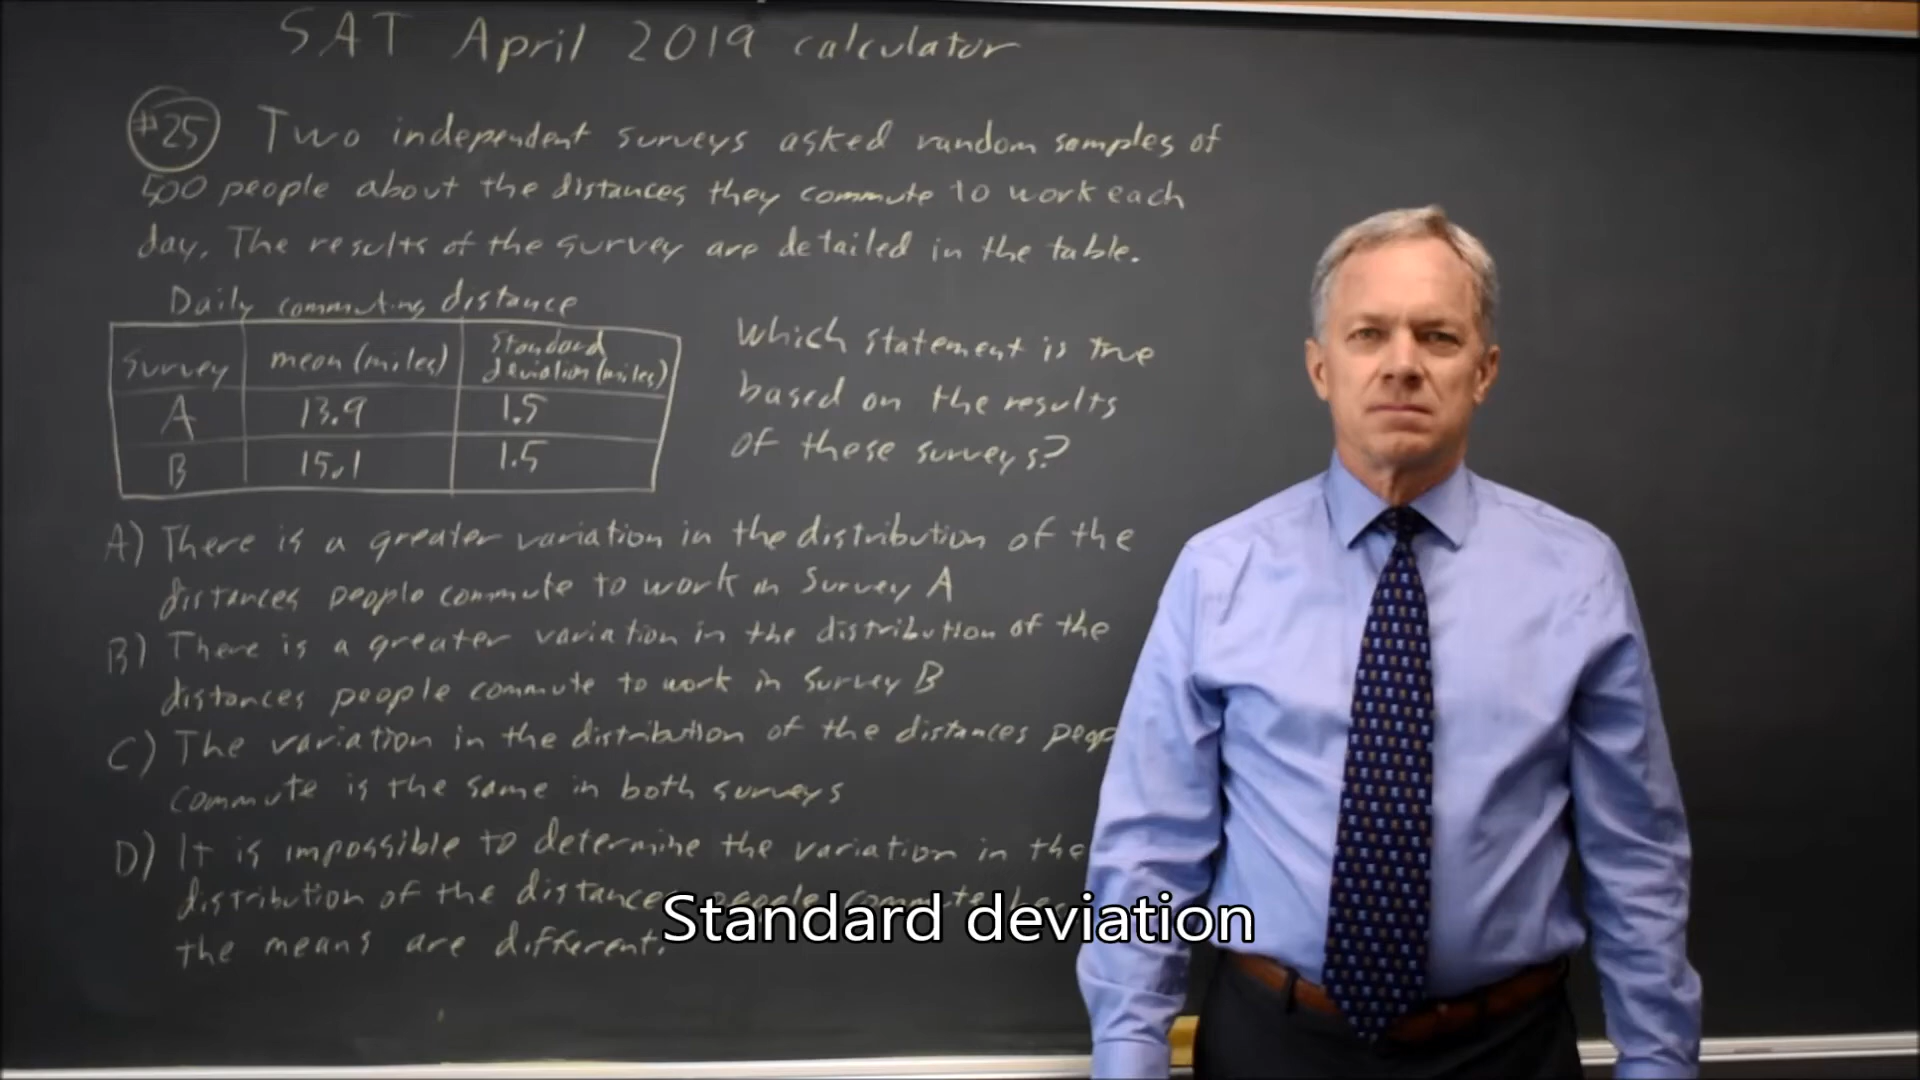 SAT April 2019 calculator
#25 Two independent surveys asked random samples of
500 people about the distances they commute to work each
day. The results of the survey are detailed in the table.
Daily commuting distance
survey mean (miles) standard deviation (miles)
A 13.9 1.5
B 15.1 1.5
Which statement is true
based on the results
of these surveys?
A) There is a greater variation in the distribution of the
distances people commute to work in Survey A
B) There is a greater variation in the distribution of the
distances people commute to work in Survey B
C) The variation in the distribution of the distances peop
commute is the same in both surveys
D) It is impossible to determine the variation in the
distribution of the distances people commute
the means are different.
Standard deviation